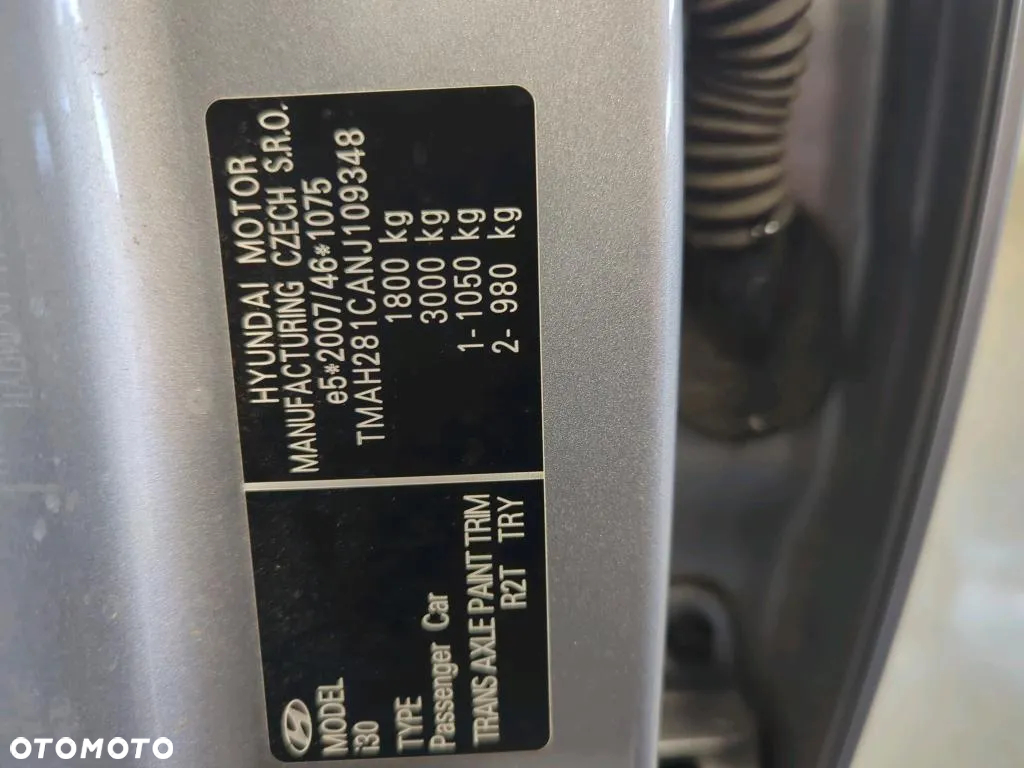 HYUNDAI MOTOR
MANUFACTURING CZECH S.R.O.
e5*2007/46*1075
TMAH281CANJ109348
1800 kg
3000 kg
1- 1050 kg
2- 980 kg
MODEL
i30
TYPE
Passenger Car
TRANS AXLE PAINT TRIM
R2T TRY
OTOMOTO